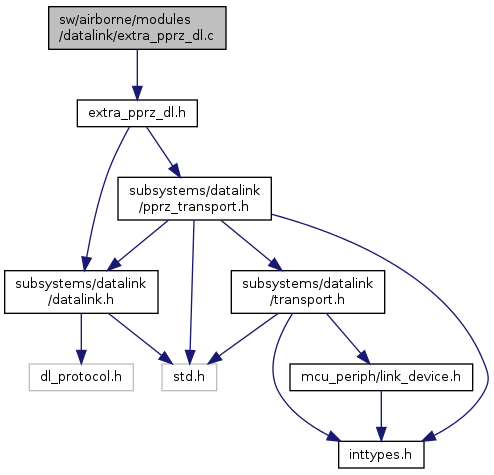 sw/airborne/modules
/datalink/extra_pprz_dl.c
extra_pprz_dl.h
subsystems/datalink
/pprz_transport.h
subsystems/datalink
/datalink.h
subsystems/datalink
/transport.h
dl_protocol.h
std.h
mcu_periph/link_device.h
inttypes.h